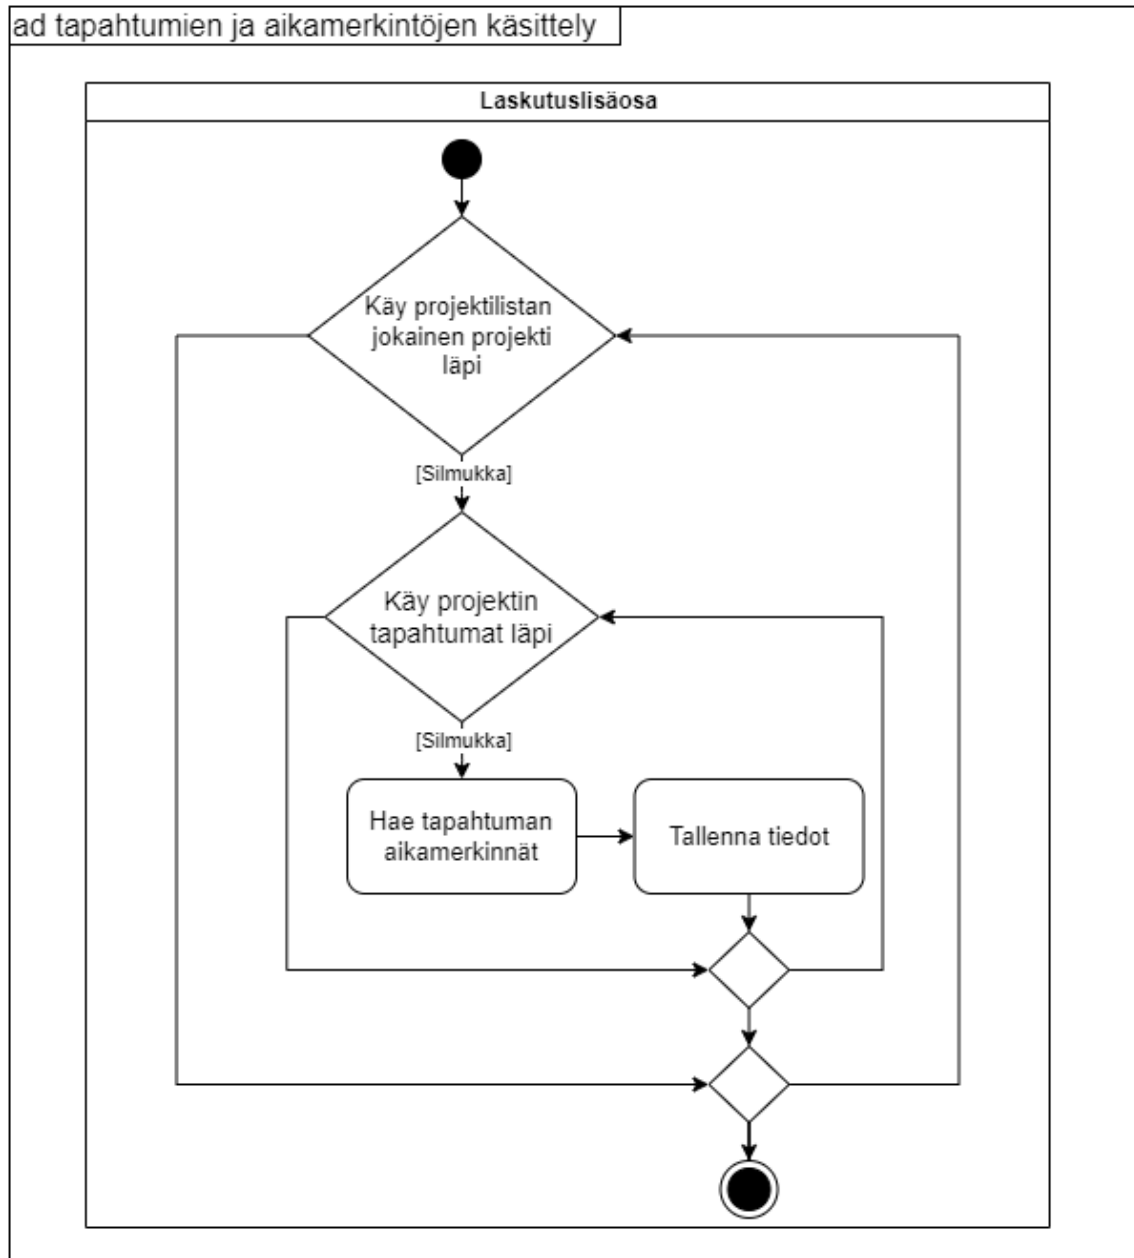 ad tapahtumien ja aikamerkintöjen käsittely
Laskutuslisäosa
Käy projektilistan
jokainen projekti
läpi
[Silmukka]
Käy projektin
tapahtumat läpi
[Silmukka]
Hae tapahtuman
aikamerkinnät
Tallenna tiedot